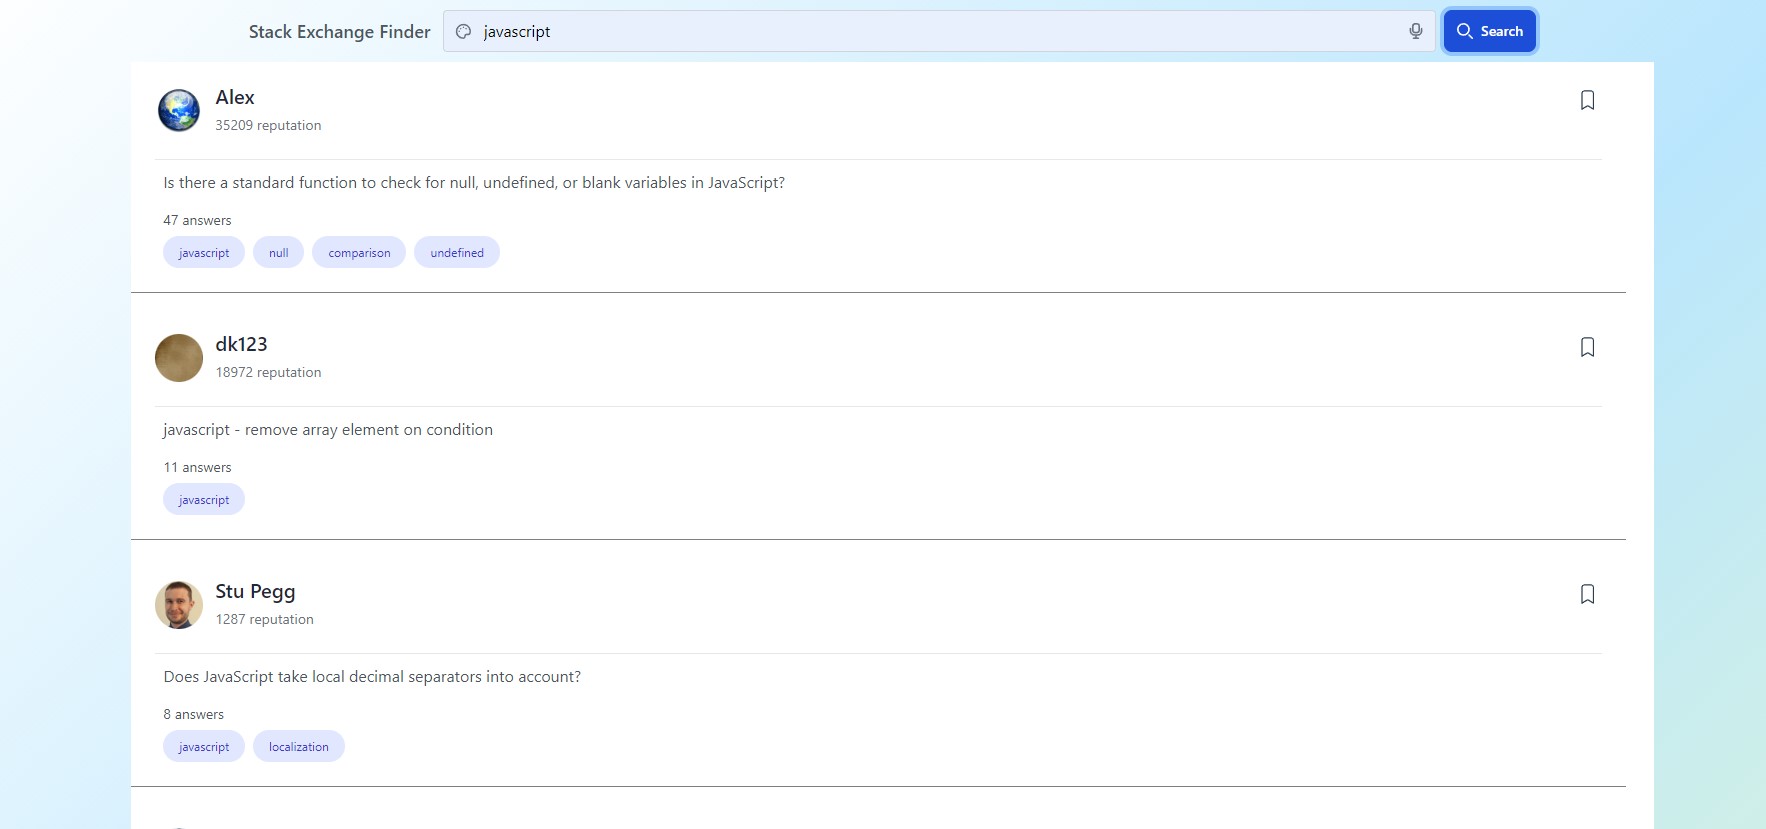 Stack Exchange Finder
javascript
Search
Alex
35209 reputation
Is there a standard function to check for null, undefined, or blank variables in JavaScript?
47 answers
javascript null comparison undefined
dk123
18972 reputation
javascript - remove array element on condition
11 answers
javascript
Stu Pegg
1287 reputation
Does JavaScript take local decimal separators into account?
8 answers
javascript localization